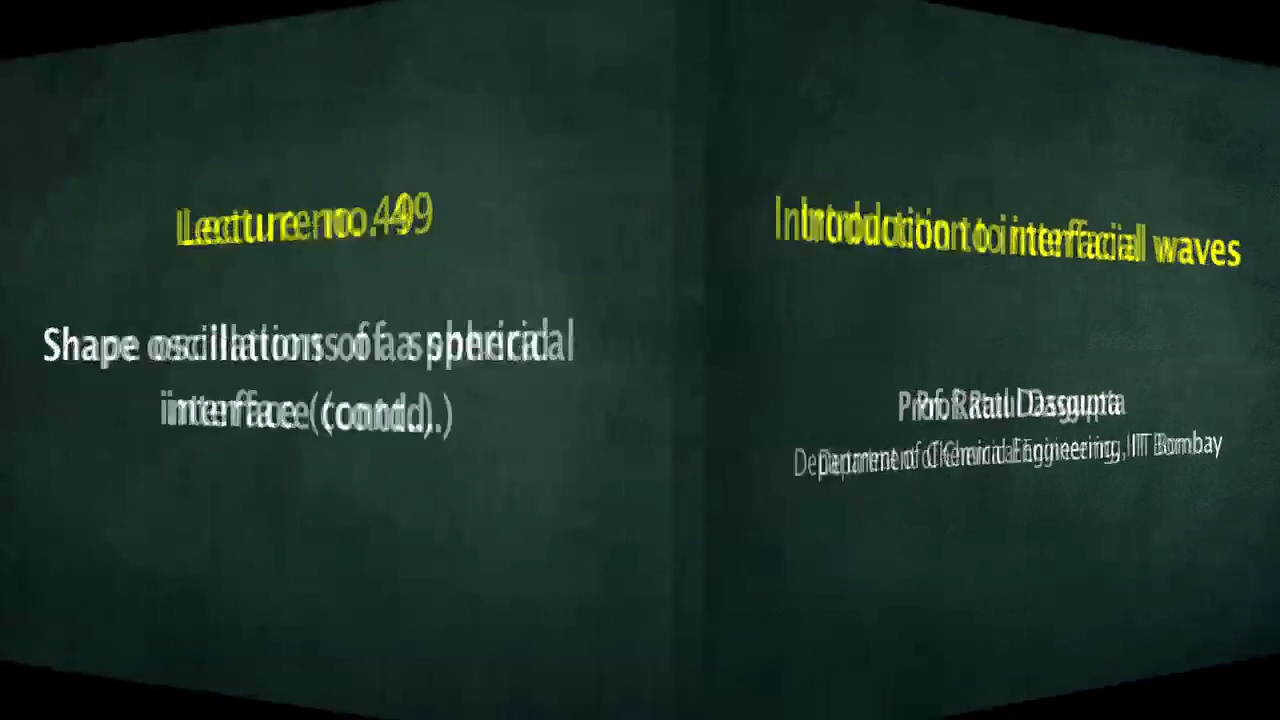 Lecture no. 49
Shape oscillations of a spherical
interface (contd..)
Introduction to interfacial waves
Prof. Ratul Dasgupta
Department of Chemical Engineering, IIT Bombay